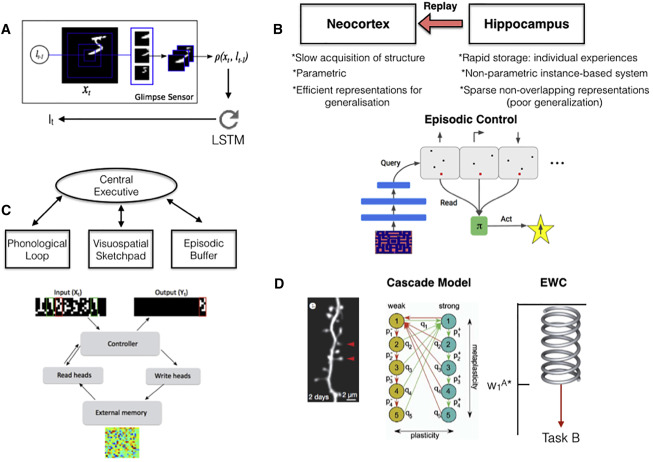 A
l_{t-1}
x_t
Glimpse Sensor
ρ(x_t, l_{t-1})
l_t
LSTM
B
Replay
Neocortex
Hippocampus
*Slow acquisition of structure
*Parametric
*Efficient representations for
generalisation
*Rapid storage: individual experiences
*Non-parametric instance-based system
*Sparse non-overlapping representations
(poor generalization)
Episodic Control
Query
Read
π
Act
C
Central
Executive
Phonological
Loop
Visuospatial
Sketchpad
Episodic
Buffer
Input (X_t)
Output (Y_t)
Controller
Read heads
Write heads
External memory
D
2 days
2 μm
Cascade Model
weak
strong
1
2
3
4
5
1
2
3
4
5
p_1^-
p_2^-
p_3^-
p_4^-
q_1
q_2
q_3
q_4
q_5
q_2
q_3
q_4
q_5
p_1^+
p_2^+
p_3^+
p_4^+
metaplasticity
plasticity
EWC
W_1^{A*}
Task B